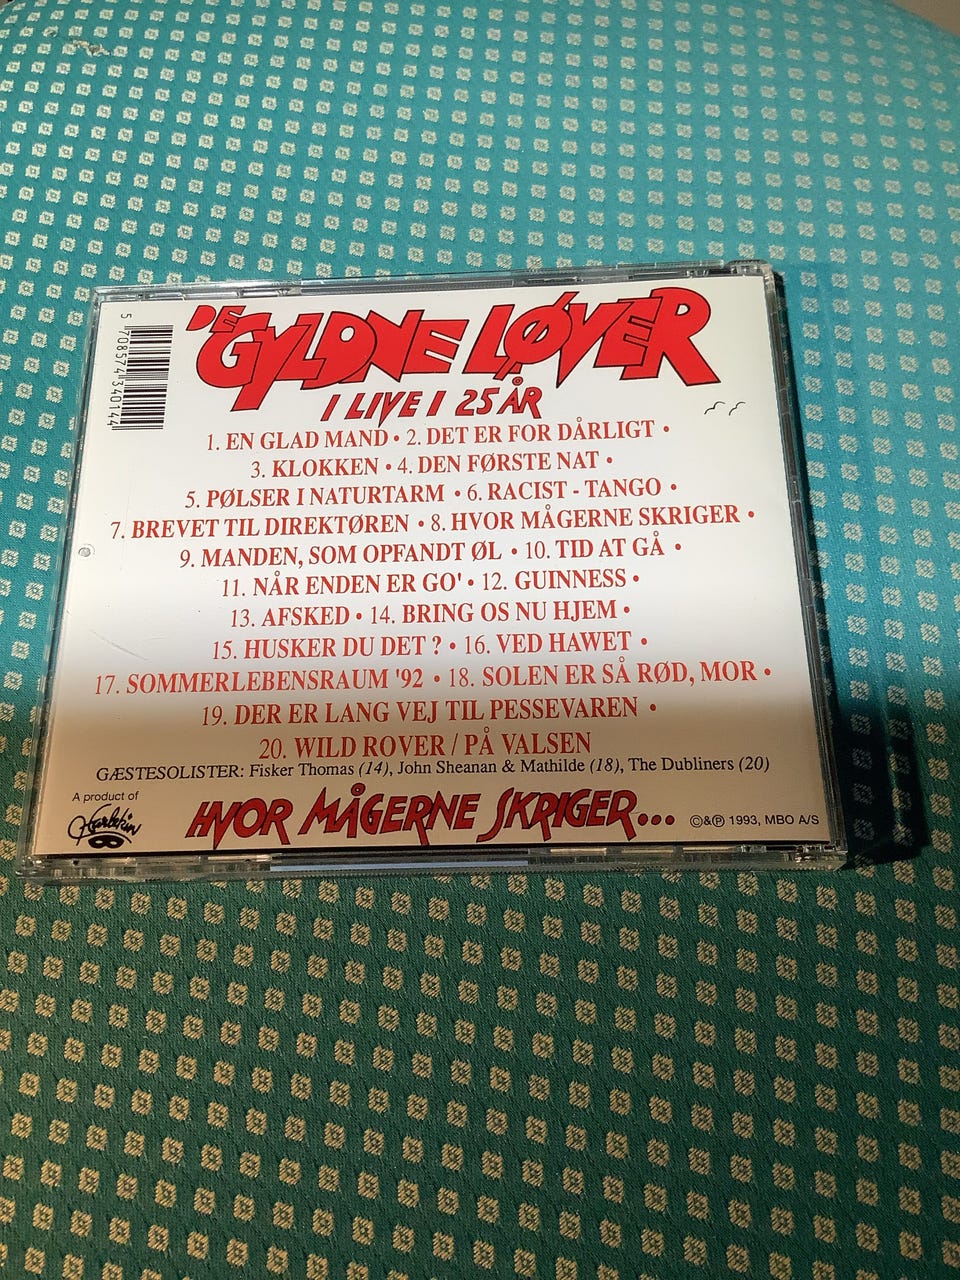 DE
GYLDNE LØVER
I LIVE I 25 ÅR
5 708574 340144
1. EN GLAD MAND • 2. DET ER FOR DÅRLIGT •
3. KLOKKEN • 4. DEN FØRSTE NAT •
5. PØLSER I NATURTARM • 6. RACIST - TANGO •
7. BREVET TIL DIREKTØREN • 8. HVOR MÅGERNE SKRIGER •
9. MANDEN, SOM OPFANDT ØL • 10. TID AT GÅ •
11. NÅR ENDEN ER GO' • 12. GUINNESS •
13. AFSKED • 14. BRING OS NU HJEM •
15. HUSKER DU DET ? • 16. VED HAWET •
17. SOMMERLEBENSRAUM '92 • 18. SOLEN ER SÅ RØD, MOR •
19. DER ER LANG VEJ TIL PESSEVAREN •
20. WILD ROVER / PÅ VALSEN
GÆSTESOLISTER: Fisker Thomas (14), John Sheanan & Mathilde (18), The Dubliners (20)
A product of
Harlekin
HVOR MÅGERNE SKRIGER...
©&℗ 1993, MBO A/S